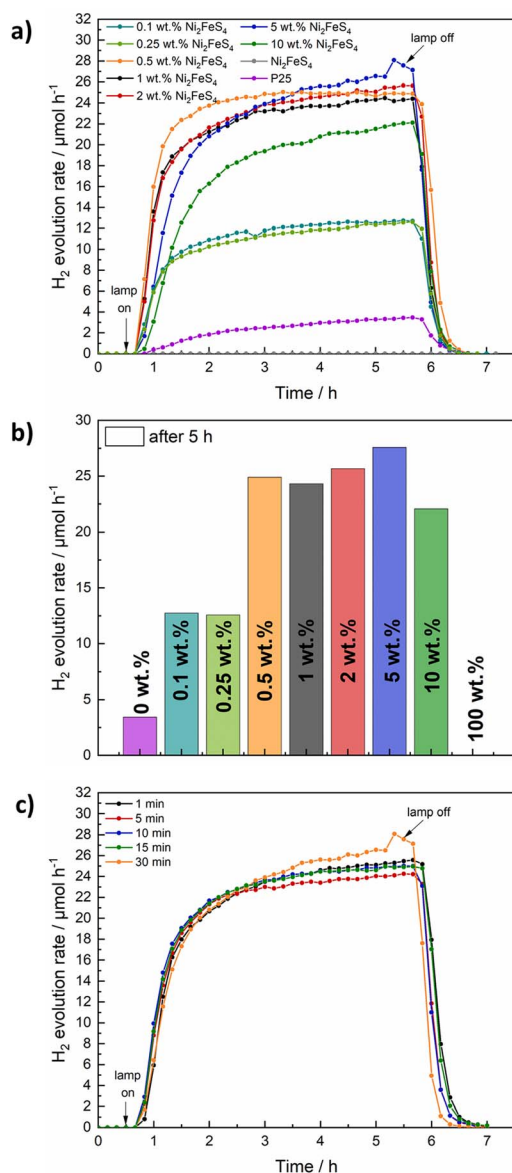 a)
0.1 wt.% Ni₂FeS₄
0.25 wt.% Ni₂FeS₄
0.5 wt.% Ni₂FeS₄
1 wt.% Ni₂FeS₄
2 wt.% Ni₂FeS₄
5 wt.% Ni₂FeS₄
10 wt.% Ni₂FeS₄
Ni₂FeS₄
P25
lamp off
lamp
on
H₂ evolution rate / µmol h⁻¹
32
30
28
26
24
22
20
18
16
14
12
10
8
6
4
2
0
0 1 2 3 4 5 6 7
Time / h
b)
after 5 h
H₂ evolution rate / µmol h⁻¹
30
25
20
15
10
5
0
0 wt.%
0.1 wt.%
0.25 wt.%
0.5 wt.%
1 wt.%
2 wt.%
5 wt.%
10 wt.%
100 wt.%
c)
1 min
5 min
10 min
15 min
30 min
lamp off
lamp
on
H₂ evolution rate / µmol h⁻¹
32
30
28
26
24
22
20
18
16
14
12
10
8
6
4
2
0
0 1 2 3 4 5 6 7
Time / h